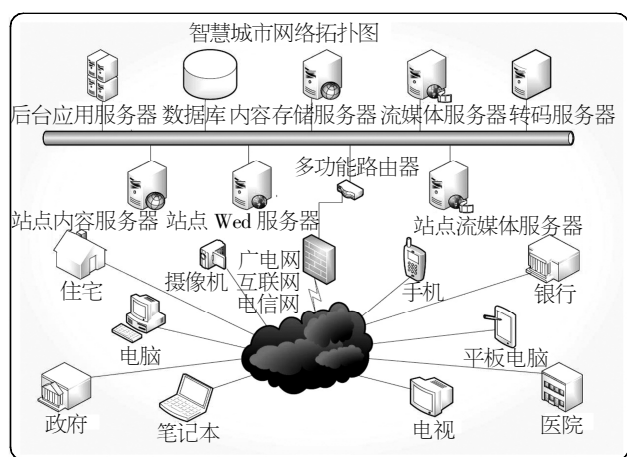 智慧城市网络拓扑图
后台应用服务器 数据库 内容存储服务器 流媒体服务器 转码服务器
多功能路由器
站点内容服务器 站点 Wed 服务器 站点流媒体服务器
广电网
互联网
电信网
住宅 摄像机 手机 银行
电脑 平板电脑
政府 笔记本 电视 医院